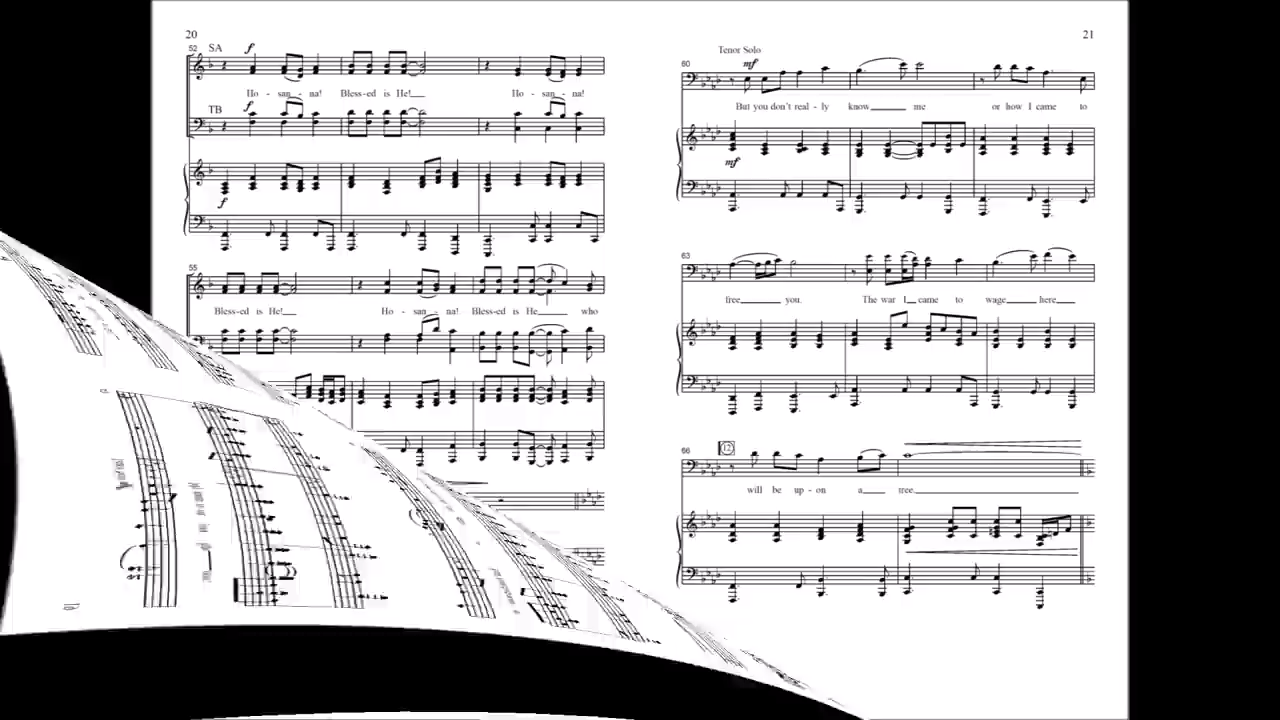 20
52 SA f
Ho - san - na! Bless-ed is He! Ho - san - na!
TB f
f
55
Bless-ed is He! Ho - san - na! Bless-ed is He who
21
Tenor Solo
60 mf
But you don't real - ly know me or how I came to
mf
63
free you. The war I came to wage here
66 12
will be up - on a tree.